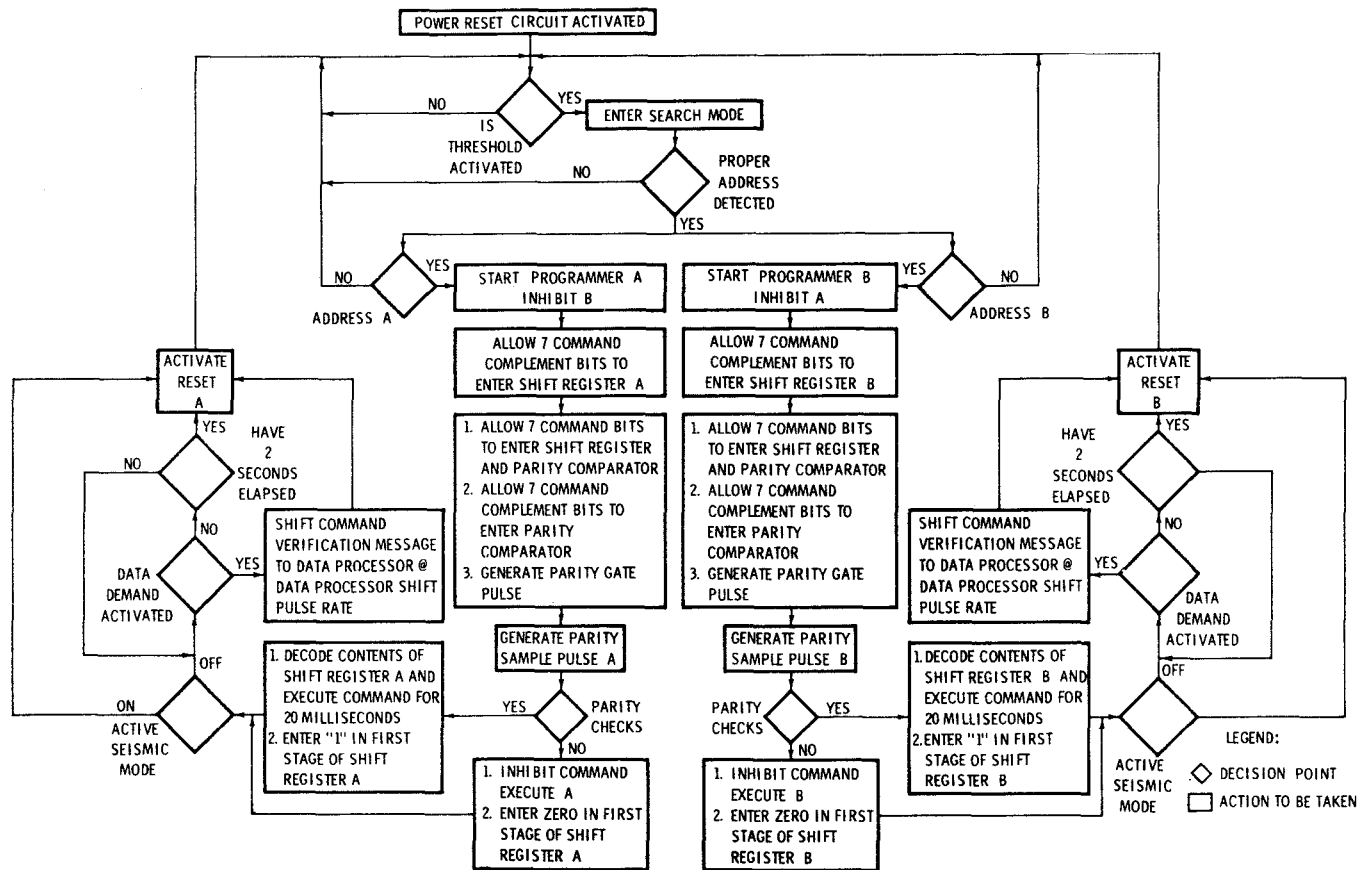 POWER RESET CIRCUIT ACTIVATED
NO
YES
IS
THRESHOLD
ACTIVATED
ENTER SEARCH MODE
NO
PROPER
ADDRESS
DETECTED
YES
NO
YES
ADDRESS A
START PROGRAMMER A
INHIBIT B
START PROGRAMMER B
INHIBIT A
YES
NO
ADDRESS B
ALLOW 7 COMMAND
COMPLEMENT BITS TO
ENTER SHIFT REGISTER A
ALLOW 7 COMMAND
COMPLEMENT BITS TO
ENTER SHIFT REGISTER B
ACTIVATE
RESET
A
YES
NO
HAVE
2
SECONDS
ELAPSED
NO
YES
DATA
DEMAND
ACTIVATED
SHIFT COMMAND
VERIFICATION MESSAGE
TO DATA PROCESSOR @
DATA PROCESSOR SHIFT
PULSE RATE
1. ALLOW 7 COMMAND BITS
TO ENTER SHIFT REGISTER
AND PARITY COMPARATOR
2. ALLOW 7 COMMAND
COMPLEMENT BITS TO
ENTER PARITY
COMPARATOR
3. GENERATE PARITY GATE
PULSE
1. ALLOW 7 COMMAND BITS
TO ENTER SHIFT REGISTER
AND PARITY COMPARATOR
2. ALLOW 7 COMMAND
COMPLEMENT BITS TO
ENTER PARITY
COMPARATOR
3. GENERATE PARITY GATE
PULSE
ACTIVATE
RESET
B
YES
HAVE
2
SECONDS
ELAPSED
NO
YES
SHIFT COMMAND
VERIFICATION MESSAGE
TO DATA PROCESSOR @
DATA PROCESSOR SHIFT
PULSE RATE
DATA
DEMAND
ACTIVATED
GENERATE PARITY
SAMPLE PULSE A
GENERATE PARITY
SAMPLE PULSE B
OFF
ON
ACTIVE
SEISMIC
MODE
1. DECODE CONTENTS OF
SHIFT REGISTER A AND
EXECUTE COMMAND FOR
20 MILLISECONDS
2. ENTER "1" IN FIRST
STAGE OF SHIFT
REGISTER A
YES
PARITY
CHECKS
NO
PARITY
CHECKS
YES
NO
1. DECODE CONTENTS OF
SHIFT REGISTER B AND
EXECUTE COMMAND FOR
20 MILLISECONDS
2. ENTER "1" IN FIRST
STAGE OF SHIFT
REGISTER B
OFF
ACTIVE
SEISMIC
MODE
1. INHIBIT COMMAND
EXECUTE A
2. ENTER ZERO IN FIRST
STAGE OF SHIFT
REGISTER A
1. INHIBIT COMMAND
EXECUTE B
2. ENTER ZERO IN FIRST
STAGE OF SHIFT
REGISTER B
LEGEND:
DECISION POINT
ACTION TO BE TAKEN